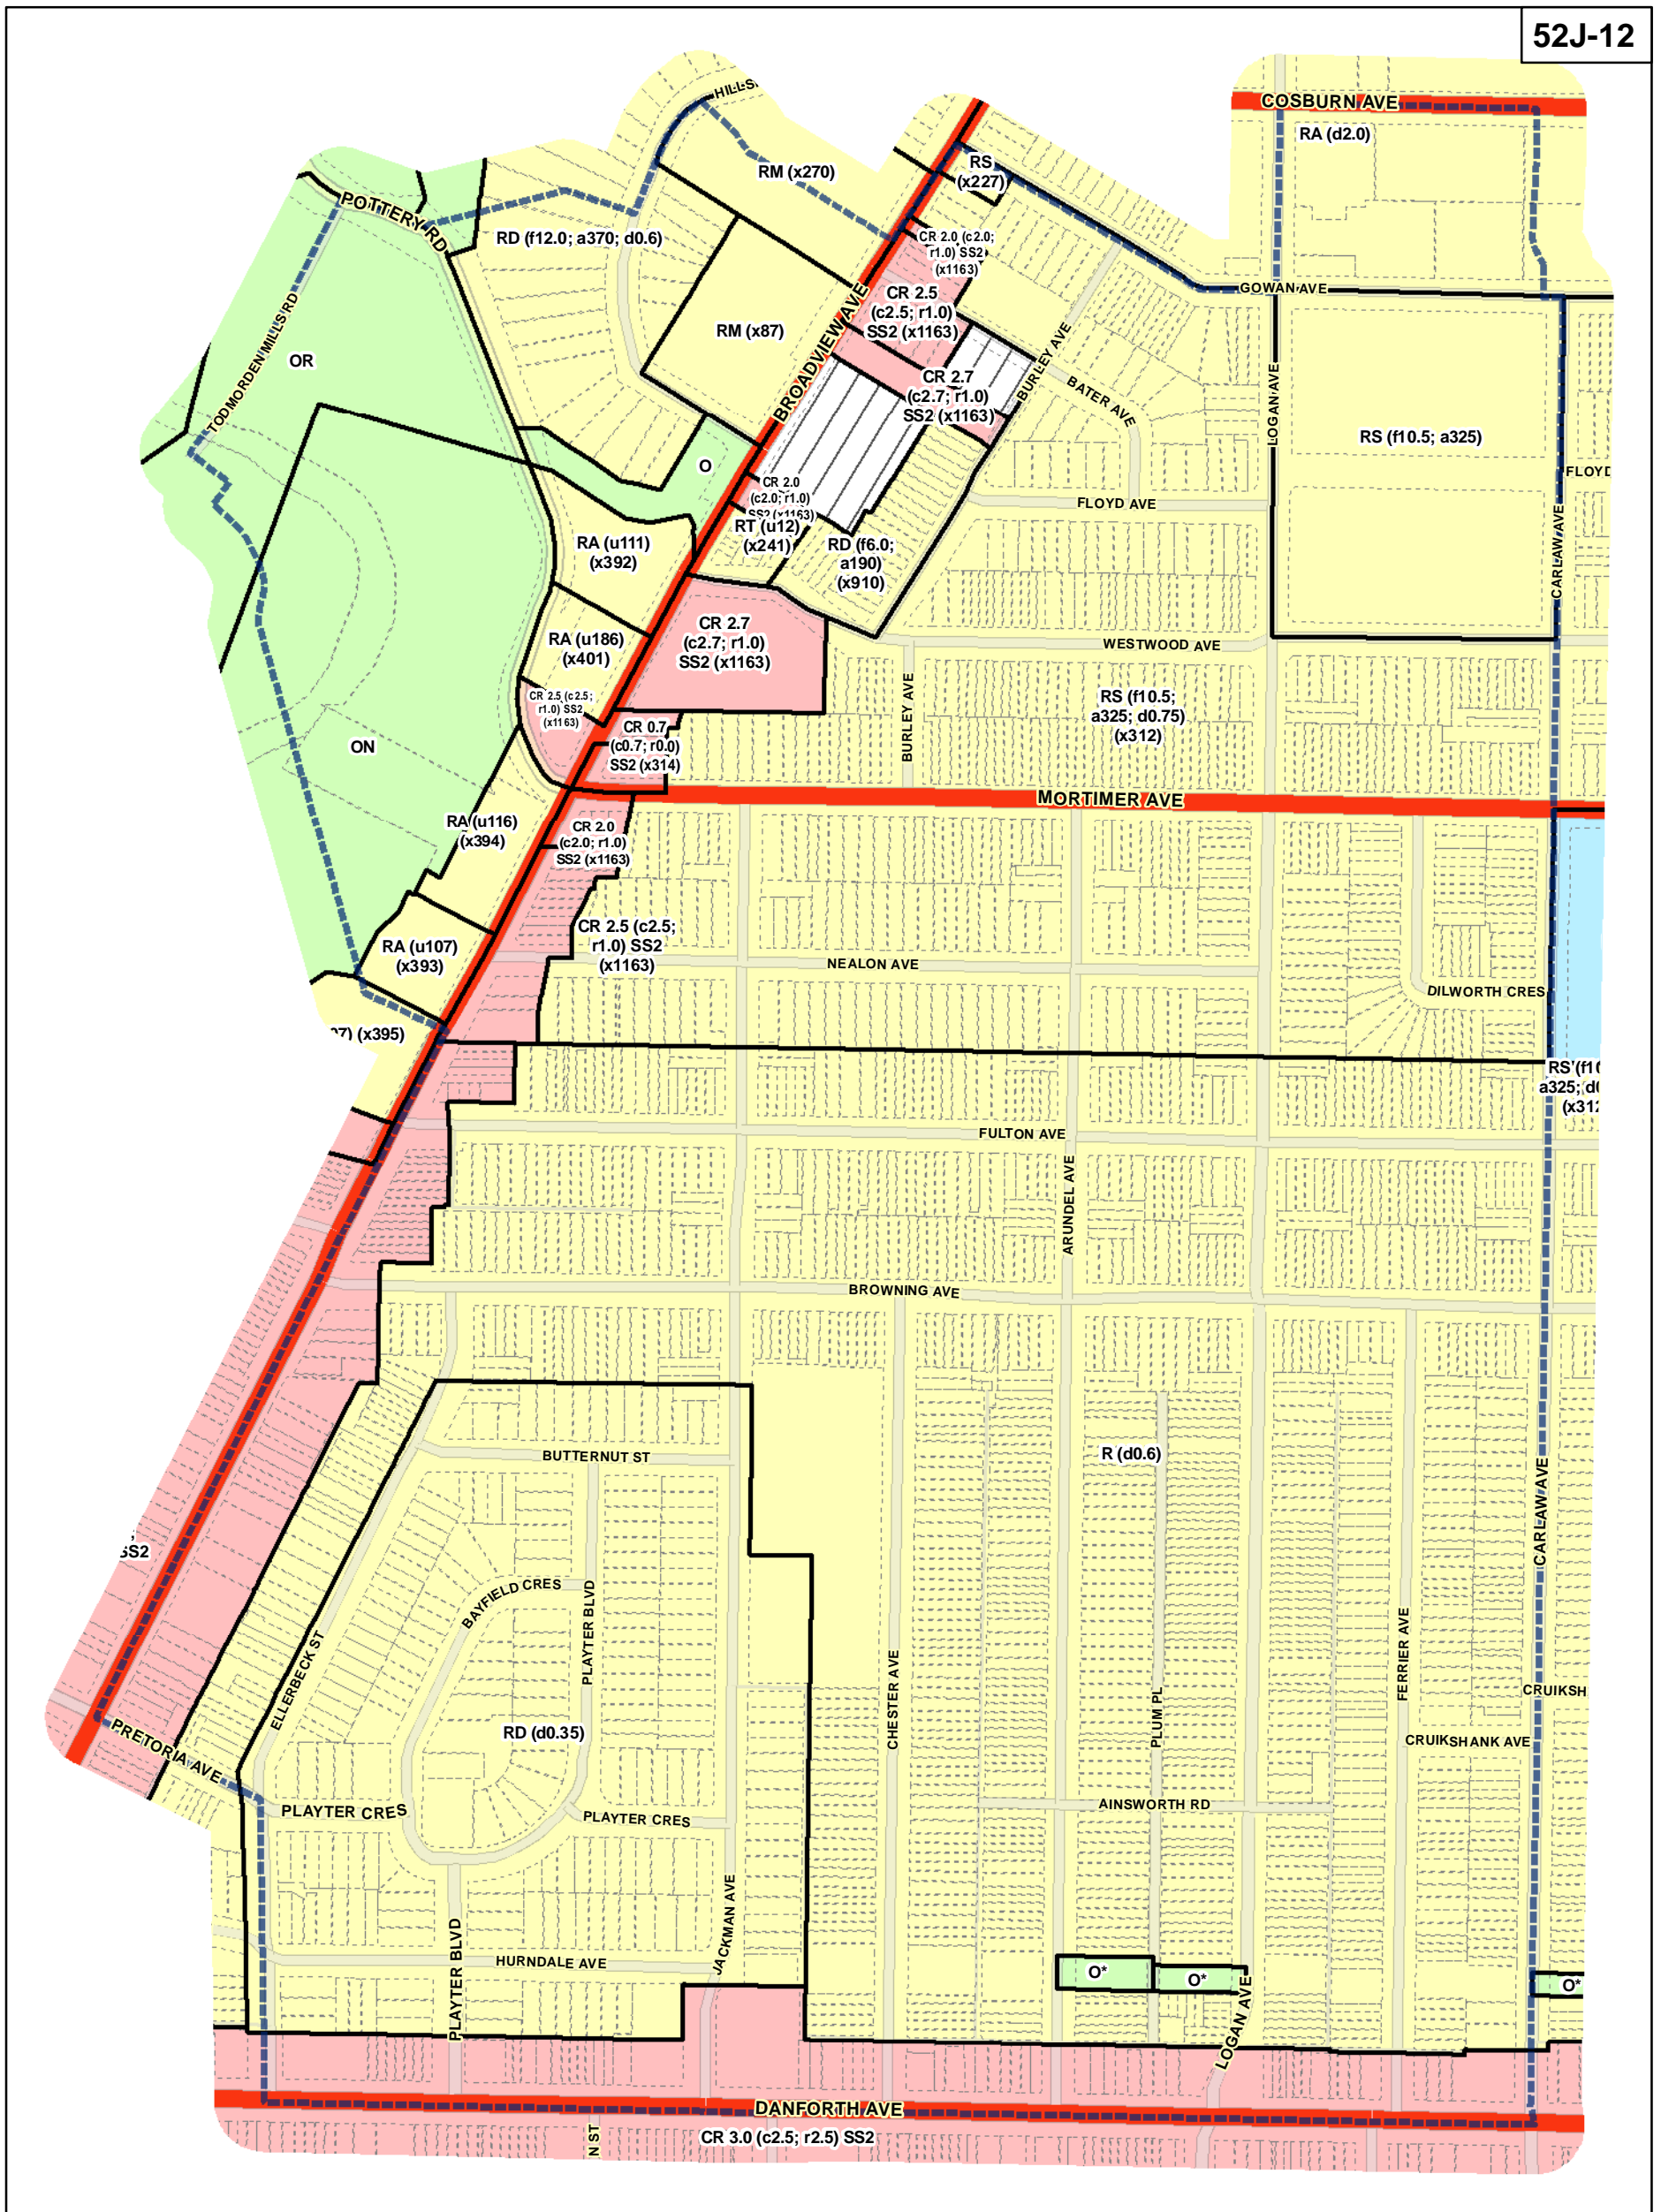 52J-12
COSBURN AVE
RA (d2.0)
RM (x270)
RS
(x227)
POTTERY RD
RD (f12.0; a370; d0.6)
CR 2.0 (c2.0;
r1.0) SS2
(x1163)
GOWAN AVE
CR 2.5
(c2.5; r1.0)
SS2 (x1163)
RM (x87)
BROADVIEW AVE
TODMORDEN MILLS RD
OR
BURLEY AVE
CR 2.7
(c2.7; r1.0)
SS2 (x1163)
BATER AVE
LOGAN AVE
RS (f10.5; a325)
O
FLOYD
CR 2.0
(c2.0; r1.0)
SS2 (x1163)
FLOYD AVE
RT (u12)
(x241)
RA (u111)
(x392)
RD (f6.0;
a190)
(x910)
CARLAW AVE
CR 2.7
(c2.7; r1.0)
SS2 (x1163)
RA (u186)
(x401)
WESTWOOD AVE
CR 2.5 (c2.5;
r1.0) SS2
(x1163)
RS (f10.5;
a325; d0.75)
(x312)
BURLEY AVE
CR 0.7
(c0.7; r0.0)
SS2 (x314)
ON
MORTIMER AVE
RA (u116)
(x394)
CR 2.0
(c2.0; r1.0)
SS2 (x1163)
CR 2.5 (c2.5;
r1.0) SS2
(x1163)
RA (u107)
(x393)
NEALON AVE
DILWORTH CRES
(x395)
RS (f10
a325; d0
(x312
FULTON AVE
ARUNDEL AVE
BROWNING AVE
BUTTERNUT ST
R (d0.6)
CARLAW AVE
SS2
BAYFIELD CRES
PLAYTER BLVD
ELLERBECK ST
CHESTER AVE
PLUM PL
FERRIER AVE
CRUIKSH
PRETORIA AVE
RD (d0.35)
CRUIKSHANK AVE
PLAYTER CRES
PLAYTER CRES
AINSWORTH RD
JACKMAN AVE
PLAYTER BLVD
HURNDALE AVE
O*
O*
O*
LOGAN AVE
DANFORTH AVE
CR 3.0 (c2.5; r2.5) SS2
N ST